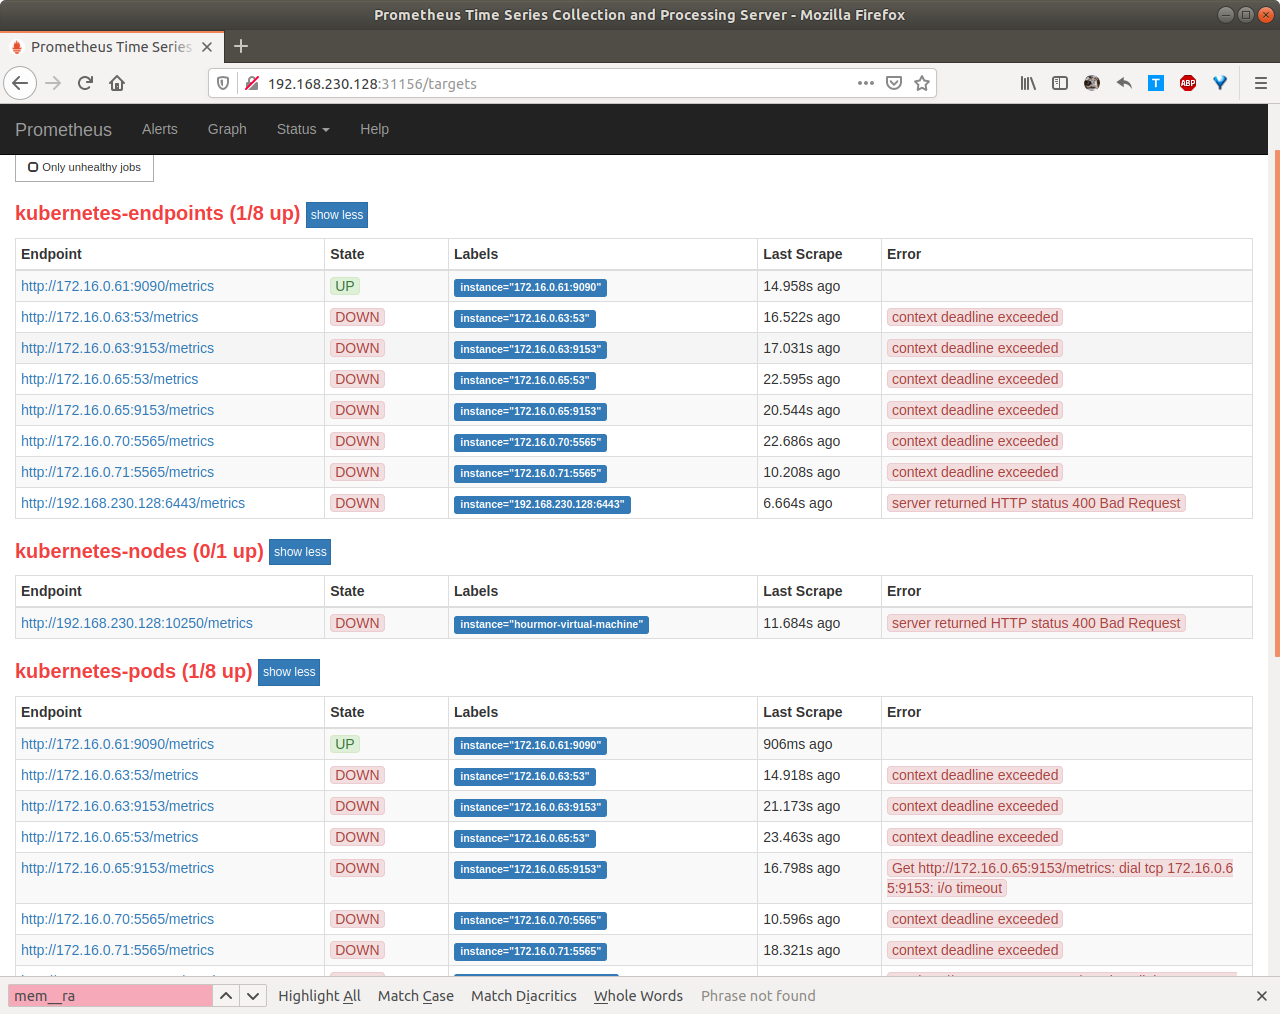 Prometheus Time Series Collection and Processing Server - Mozilla Firefox
Prometheus Time Series
192.168.230.128:31156/targets
T
ABP
Prometheus Alerts Graph Status Help
Only unhealthy jobs
kubernetes-endpoints (1/8 up) show less
Endpoint State Labels Last Scrape Error
http://172.16.0.61:9090/metrics UP instance="172.16.0.61:9090" 14.958s ago
http://172.16.0.63:53/metrics DOWN instance="172.16.0.63:53" 16.522s ago context deadline exceeded
http://172.16.0.63:9153/metrics DOWN instance="172.16.0.63:9153" 17.031s ago context deadline exceeded
http://172.16.0.65:53/metrics DOWN instance="172.16.0.65:53" 22.595s ago context deadline exceeded
http://172.16.0.65:9153/metrics DOWN instance="172.16.0.65:9153" 20.544s ago context deadline exceeded
http://172.16.0.70:5565/metrics DOWN instance="172.16.0.70:5565" 22.686s ago context deadline exceeded
http://172.16.0.71:5565/metrics DOWN instance="172.16.0.71:5565" 10.208s ago context deadline exceeded
http://192.168.230.128:6443/metrics DOWN instance="192.168.230.128:6443" 6.664s ago server returned HTTP status 400 Bad Request
kubernetes-nodes (0/1 up) show less
Endpoint State Labels Last Scrape Error
http://192.168.230.128:10250/metrics DOWN instance="hourmor-virtual-machine" 11.684s ago server returned HTTP status 400 Bad Request
kubernetes-pods (1/8 up) show less
Endpoint State Labels Last Scrape Error
http://172.16.0.61:9090/metrics UP instance="172.16.0.61:9090" 906ms ago
http://172.16.0.63:53/metrics DOWN instance="172.16.0.63:53" 14.918s ago context deadline exceeded
http://172.16.0.63:9153/metrics DOWN instance="172.16.0.63:9153" 21.173s ago context deadline exceeded
http://172.16.0.65:53/metrics DOWN instance="172.16.0.65:53" 23.463s ago context deadline exceeded
http://172.16.0.65:9153/metrics DOWN instance="172.16.0.65:9153" 16.798s ago Get http://172.16.0.65:9153/metrics: dial tcp 172.16.0.6
5:9153: i/o timeout
http://172.16.0.70:5565/metrics DOWN instance="172.16.0.70:5565" 10.596s ago context deadline exceeded
http://172.16.0.71:5565/metrics DOWN instance="172.16.0.71:5565" 18.321s ago context deadline exceeded
mem__ra Highlight All Match Case Match Diacritics Whole Words Phrase not found